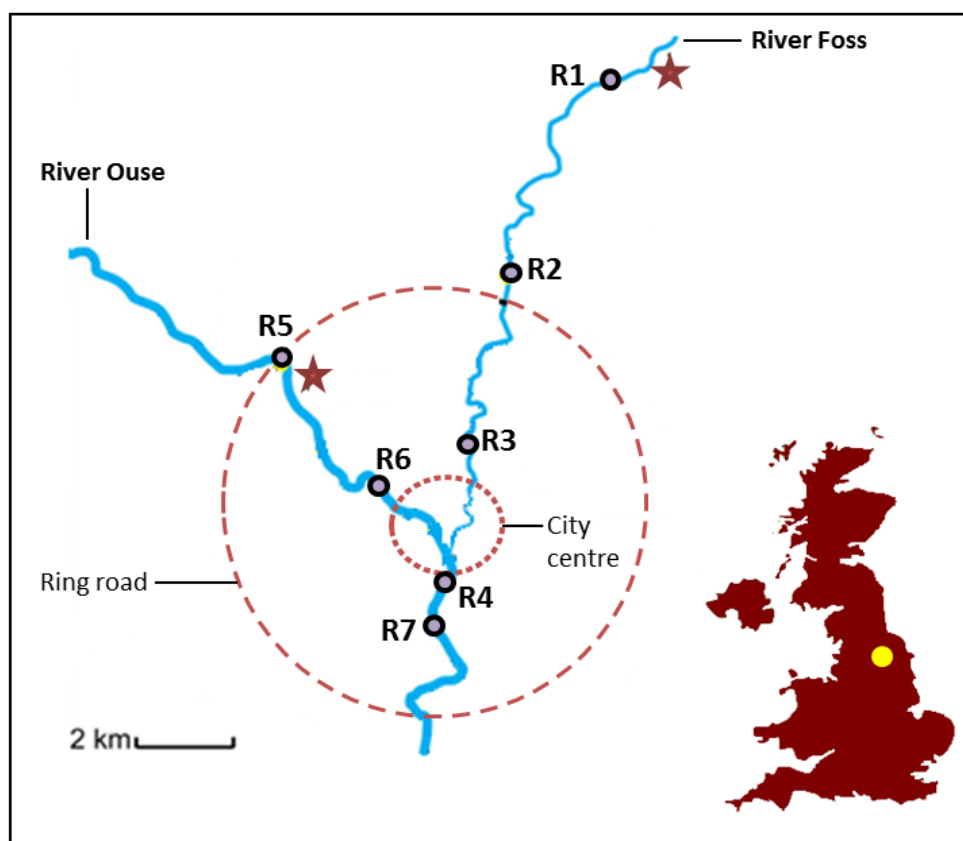 River Foss
R1
River Ouse
R2
R5
R3
R6
City
centre
Ring road
R4
R7
2 km